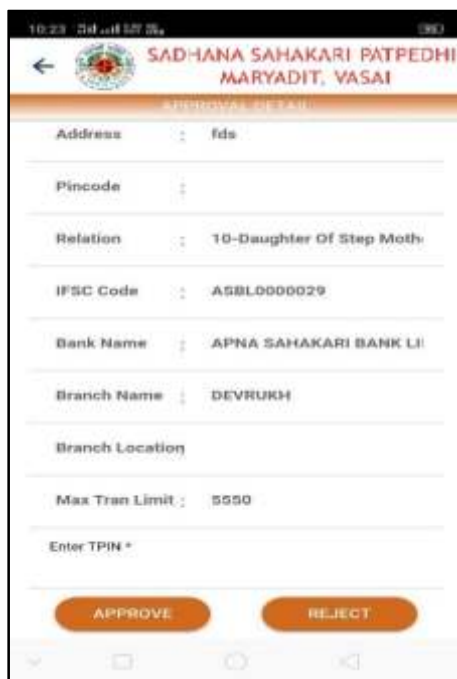 10:23
SADHANA SAHAKARI PATPEDHI
MARYADIT, VASAI
APPROVAL DETAIL
Address : fds
Pincode :
Relation : 10-Daughter Of Step Moth
IFSC Code : ASBL0000029
Bank Name : APNA SAHAKARI BANK LI
Branch Name : DEVRUKH
Branch Location
Max Tran Limit : 5550
Enter TPIN *
APPROVE
REJECT